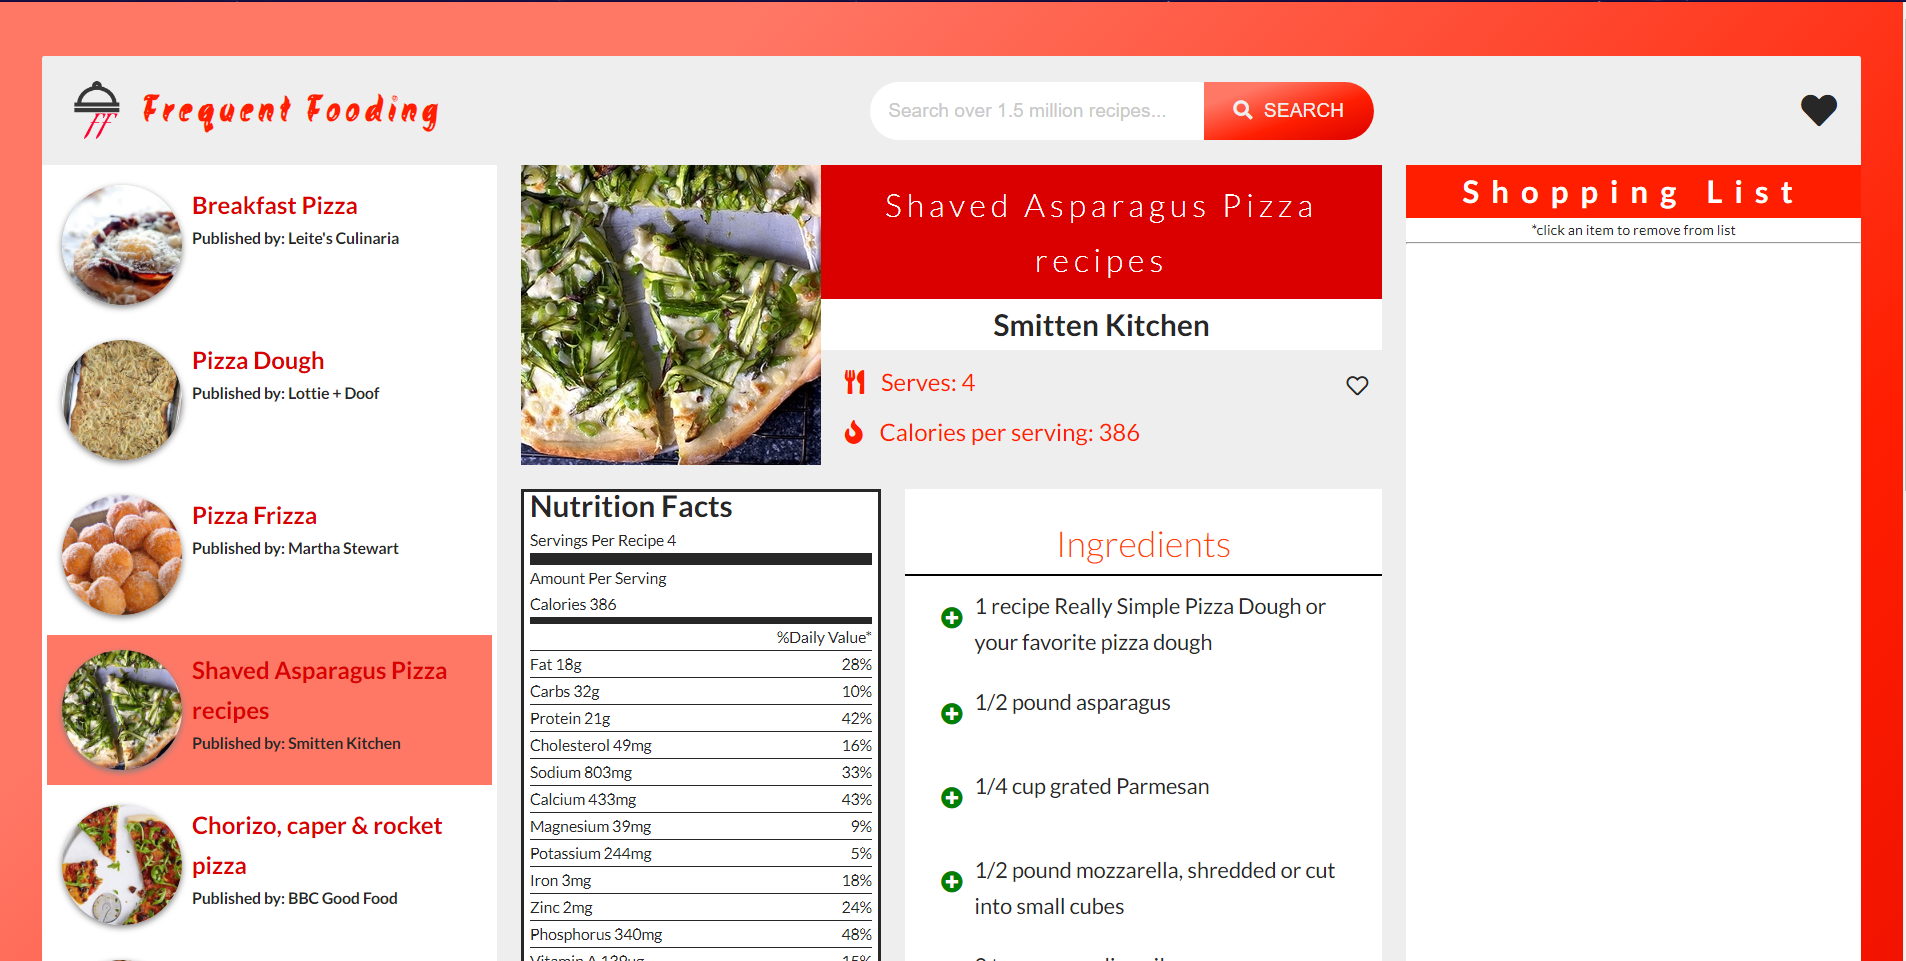 Frequent Fooding
Search over 1.5 million recipes...
SEARCH
Breakfast Pizza
Published by: Leite's Culinaria
Pizza Dough
Published by: Lottie + Doof
Pizza Frizza
Published by: Martha Stewart
Shaved Asparagus Pizza
recipes
Published by: Smitten Kitchen
Chorizo, caper & rocket
pizza
Published by: BBC Good Food
Shaved Asparagus Pizza
recipes
Smitten Kitchen
Serves: 4
Calories per serving: 386
Nutrition Facts
Servings Per Recipe 4
Amount Per Serving
Calories 386
%Daily Value*
Fat 18g 28%
Carbs 32g 10%
Protein 21g 42%
Cholesterol 49mg 16%
Sodium 803mg 33%
Calcium 433mg 43%
Magnesium 39mg 9%
Potassium 244mg 5%
Iron 3mg 18%
Zinc 2mg 24%
Phosphorus 340mg 48%
Ingredients
1 recipe Really Simple Pizza Dough or
your favorite pizza dough
1/2 pound asparagus
1/4 cup grated Parmesan
1/2 pound mozzarella, shredded or cut
into small cubes
Shopping List
*click an item to remove from list